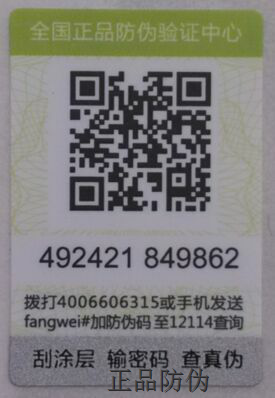 全国正品防伪验证中心
492421 849862
拨打4006606315或手机发送
fangwei#加防伪码 至12114查询
刮涂层 输密码 查真伪
正品防伪